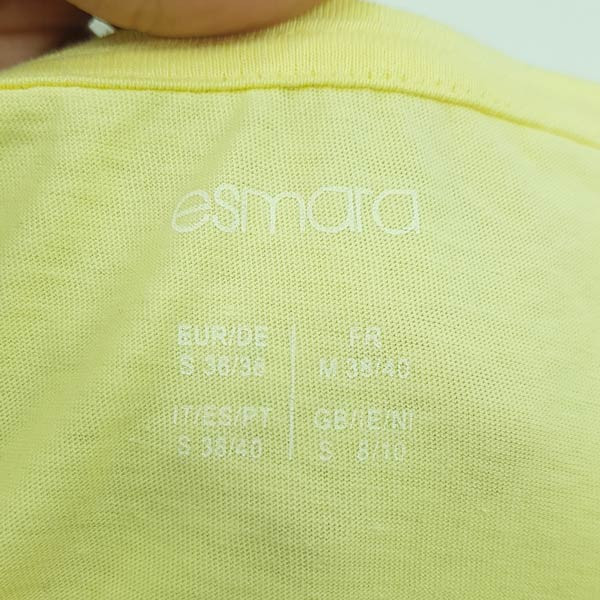 esmara
EUR/DE
S 36/38
FR
M 38/40
IT/ES/PT
S 38/40
GB/IE/NI
S 8/10